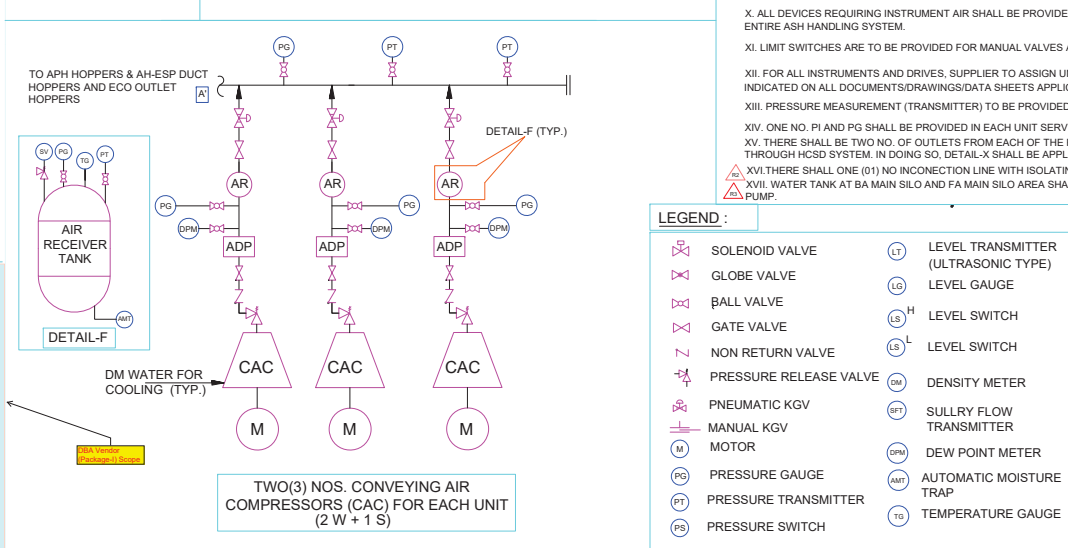 X. ALL DEVICES REQUIRING INSTRUMENT AIR SHALL BE PROVIDE
ENTIRE ASH HANDLING SYSTEM.
XI. LIMIT SWITCHES ARE TO BE PROVIDED FOR MANUAL VALVES
XII. FOR ALL INSTRUMENTS AND DRIVES, SUPPLIER TO ASSIGN
INDICATED ON ALL DOCUMENTS/DRAWINGS/DATA SHEETS
XIII. PRESSURE MEASUREMENT (TRANSMITTER) TO BE PROVIDED
XIV. ONE NO. PI AND PG SHALL BE PROVIDED IN EACH UNIT
XV. THERE SHALL BE TWO NO. OF OUTLETS FROM EACH OF THE
THROUGH HCSD SYSTEM. IN DOING SO, DETAIL-X SHALL BE
R2 XVI.THERE SHALL ONE (01) NO INCONECTION LINE WITH
R3 XVII. WATER TANK AT BA MAIN SILO AND FA MAIN SILO AREA
PUMP.
PG PT PT
TO APH HOPPERS & AH-ESP DUCT
HOPPERS AND ECO OUTLET
HOPPERS
A'
DETAIL-F (TYP.)
SV PG TG PT
AR AR AR
PG PG PG
DPM DPM DPM
ADP ADP ADP
AIR
RECEIVER
TANK
AMT
DETAIL-F
CAC CAC CAC
DM WATER FOR
COOLING (TYP.)
M M M
DBA Vendor
(Package-I) Scope
TWO(3) NOS. CONVEYING AIR
COMPRESSORS (CAC) FOR EACH UNIT
(2 W + 1 S)
LEGEND :
SOLENOID VALVE
GLOBE VALVE
BALL VALVE
GATE VALVE
NON RETURN VALVE
PRESSURE RELEASE VALVE
PNEUMATIC KGV
MANUAL KGV
M MOTOR
PG PRESSURE GAUGE
PT PRESSURE TRANSMITTER
PS PRESSURE SWITCH
LT LEVEL TRANSMITTER
(ULTRASONIC TYPE)
LG LEVEL GAUGE
LS H LEVEL SWITCH
LS L LEVEL SWITCH
DM DENSITY METER
SFT SULLRY FLOW
TRANSMITTER
DPM DEW POINT METER
AMT AUTOMATIC MOISTURE
TRAP
TG TEMPERATURE GAUGE